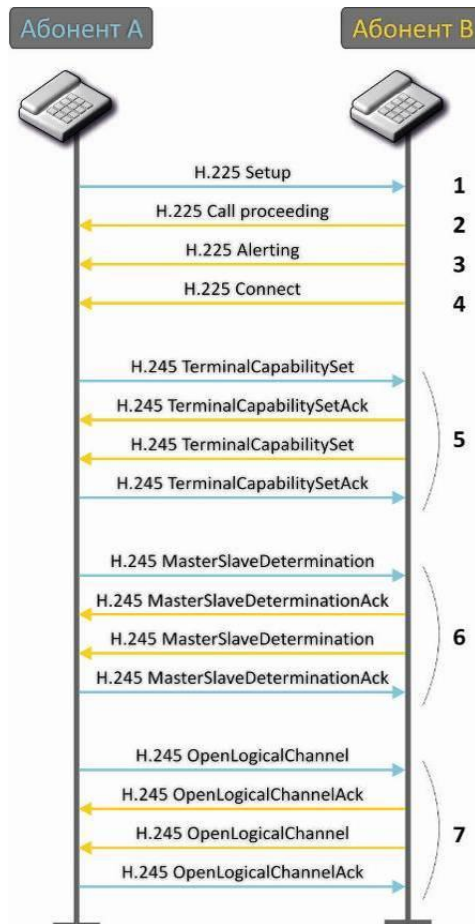 Абонент А
Абонент В
H.225 Setup
1
H.225 Call proceeding
2
H.225 Alerting
3
H.225 Connect
4
H.245 TerminalCapabilitySet
H.245 TerminalCapabilitySetAck
5
H.245 TerminalCapabilitySet
H.245 TerminalCapabilitySetAck
H.245 MasterSlaveDetermination
H.245 MasterSlaveDeterminationAck
6
H.245 MasterSlaveDetermination
H.245 MasterSlaveDeterminationAck
H.245 OpenLogicalChannel
H.245 OpenLogicalChannelAck
7
H.245 OpenLogicalChannel
H.245 OpenLogicalChannelAck